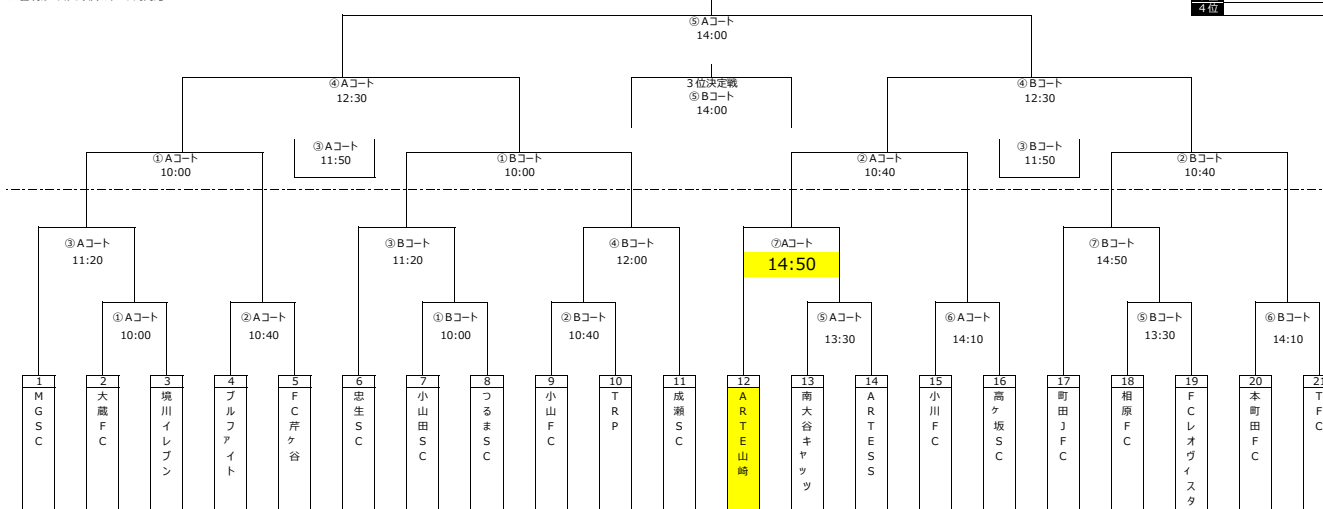 4位
⑤Aコート
14:00
④Aコート
12:30
3位決定戦
⑤Bコート
14:00
④Bコート
12:30
①Aコート
10:00
③Aコート
11:50
①Bコート
10:00
②Aコート
10:40
③Bコート
11:50
②Bコート
10:40
③Aコート
11:20
③Bコート
11:20
④Bコート
12:00
⑦Aコート
14:50
⑦Bコート
14:50
①Aコート
10:00
②Aコート
10:40
①Bコート
10:00
②Bコート
10:40
⑤Aコート
13:30
⑥Aコート
14:10
⑤Bコート
13:30
⑥Bコート
14:10
1
MGSC
2
大蔵FC
3
境川イレブン
4
ブルファイト
5
FC芹ヶ谷
6
忠生SC
7
小山田SC
8
つるまSC
9
小山FC
10
TRP
11
成瀬SC
12
ARTE山崎
13
南大谷キャッツ
14
ARTESS
15
小川FC
16
高ヶ坂SC
17
町田JFC
18
相原FC
19
FCレオヴィスタ
20
本町田FC
21
TFC